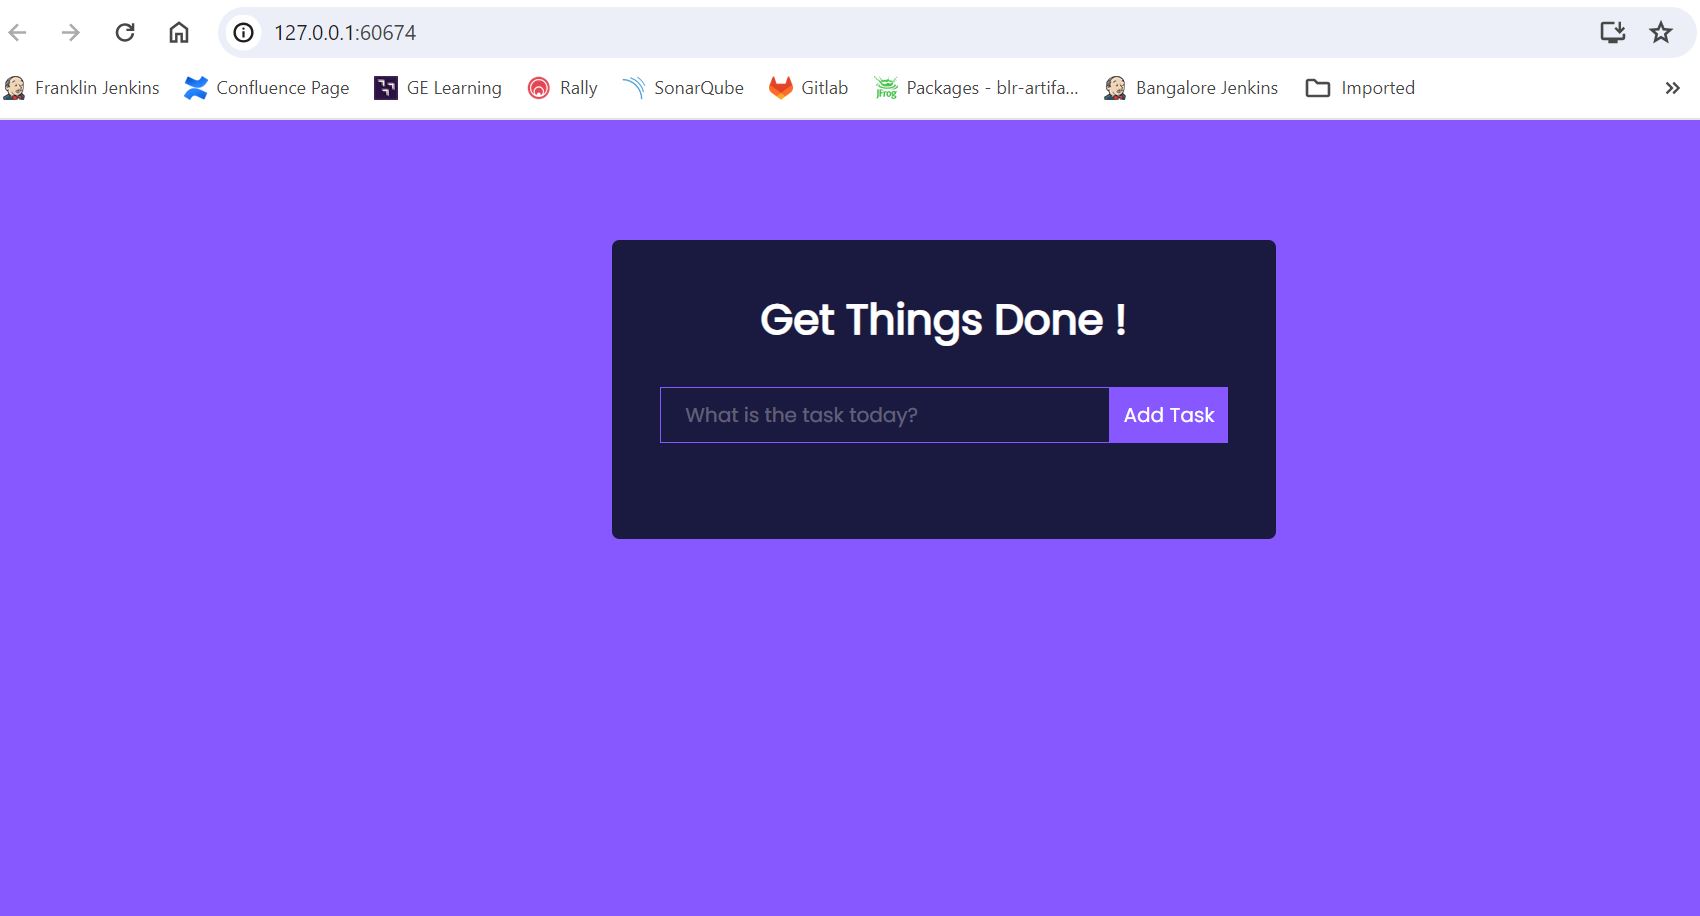 127.0.0.1:60674
Franklin Jenkins Confluence Page GE Learning Rally SonarQube Gitlab JFrog Packages - blr-artifa... Bangalore Jenkins Imported
Get Things Done !
What is the task today? Add Task